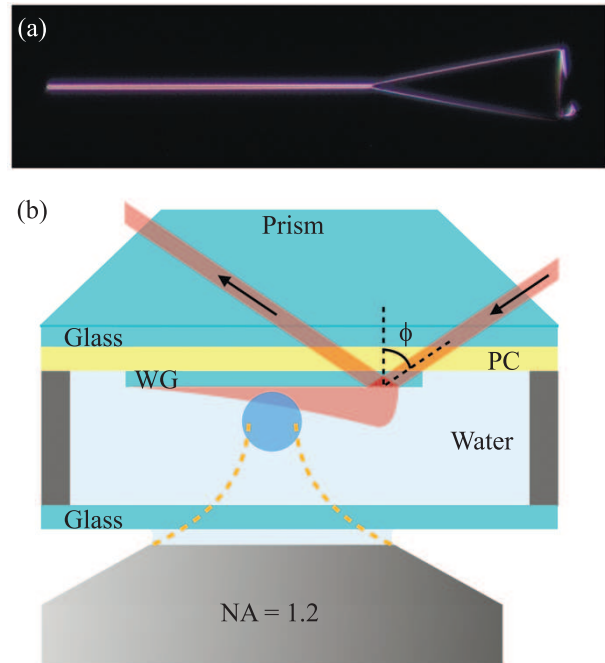 (a)
(b)
Prism
Glass
ϕ
PC
WG
Water
Glass
NA = 1.2